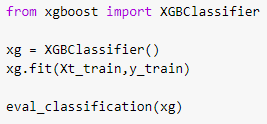 from xgboost import XGBClassifier
xg = XGBClassifier()
xg.fit(Xt_train,y_train)
eval_classification(xg)